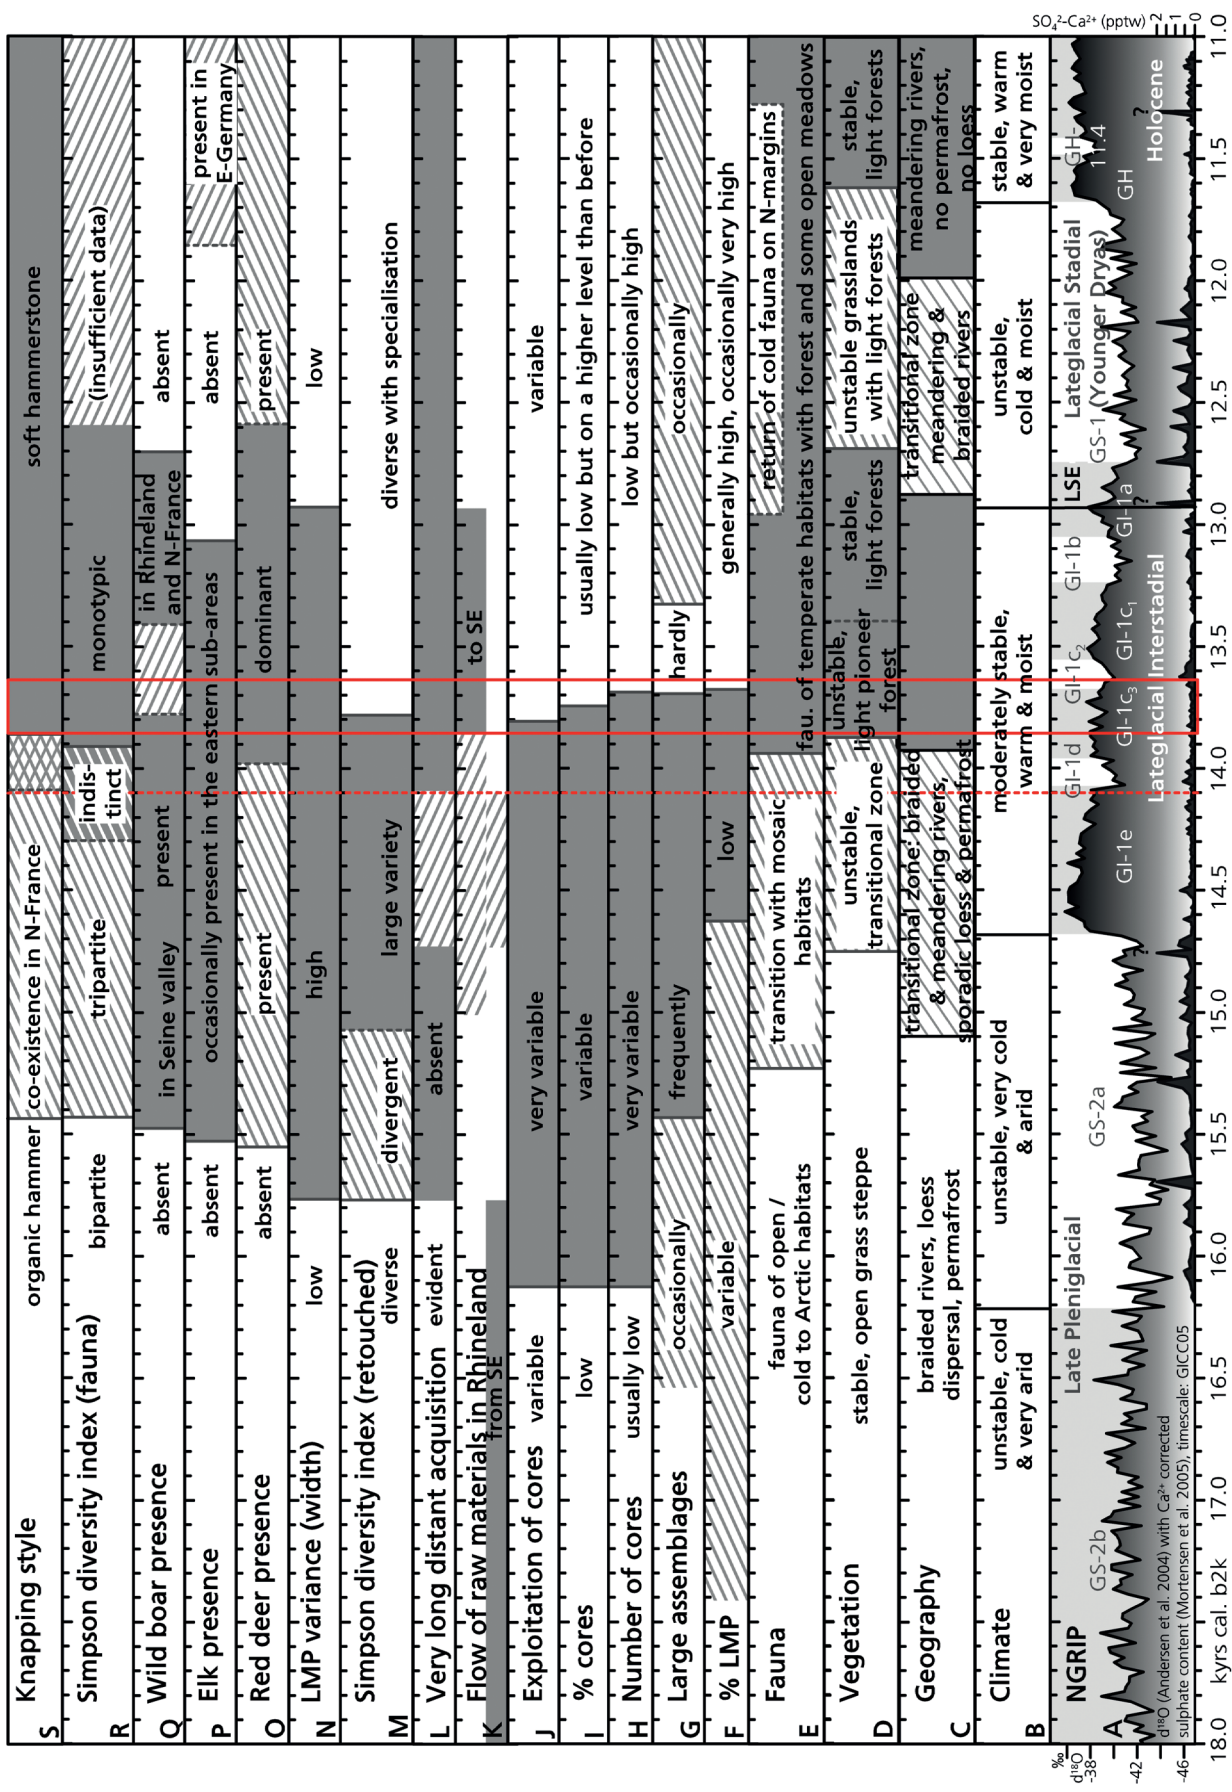 S
Knapping style
organic hammer
co-existence in N-France
soft hammerstone
R
Simpson diversity index (fauna)
bipartite
tripartite
indis-
tinct
monotypic
(insufficient data)
Q
Wild boar presence
absent
in Seine valley
present
in Rhineland
and N-France
absent
P
Elk presence
absent
occasionally present in the eastern sub-areas
absent
present in
E-Germany
O
Red deer presence
absent
present
dominant
present
N
LMP variance (width)
low
high
low
M
Simpson diversity index (retouched)
diverse
divergent
large variety
diverse with specialisation
L
Very long distant acquisition
evident
absent
K
Flow of raw materials in Rhineland
from SE
to SE
J
Exploitation of cores
variable
very variable
variable
I
% cores
low
variable
usually low but on a higher level than before
H
Number of cores
usually low
very variable
low but occasionally high
G
Large assemblages
occasionally
frequently
hardly
occasionally
F
% LMP
variable
low
generally high, occasionally very high
E
Fauna
fauna of open /
cold to Arctic habitats
transition with mosaic
habitats
fau. of temperate habitats with forest and some open meadows
return of cold fauna on N-margins
D
Vegetation
stable, open grass steppe
unstable,
transitional zone
unstable,
light pioneer
forest
stable,
light forests
unstable grasslands
with light forests
stable,
light forests
C
Geography
braided rivers, loess
dispersal, permafrost
transitional zone: braided
& meandering rivers,
sporadic loess & permafrost
transitional zone
meandering &
braided rivers
meandering rivers,
no permafrost,
no loess
B
Climate
unstable, cold
& very arid
unstable, very cold
& arid
moderately stable,
warm & moist
unstable,
cold & moist
stable, warm
& very moist
A
NGRIP
Late Pleniglacial
GS-2b
GS-2a
GI-1e
GI-1d
GI-1c3
GI-1c2
GI-1c1
GI-1b
GI-1a
LSE
GS-1 (Younger Dryas)
Lateglacial Stadial
Lateglacial Interstadial
GH-
11.4
GH
Holocene
?
?
?
d¹⁸O (Andersen et al. 2004) with Ca²⁺ corrected
sulphate content (Mortensen et al. 2005), timescale: GICC05
‰
d¹⁸O
-38
-42
-46
SO₄²-Ca²⁺ (pptw)
2
1
0
18.0
kyrs cal. b2k
17.0
16.5
16.0
15.5
15.0
14.5
14.0
13.5
13.0
12.5
12.0
11.5
11.0